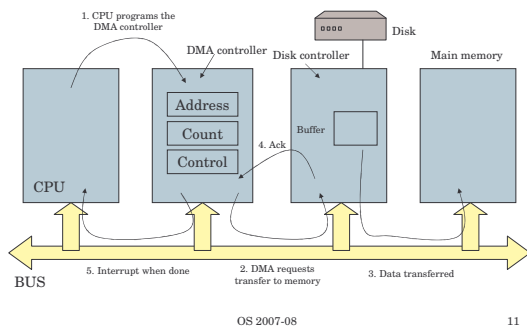 1. CPU programs the
DMA controller
DMA controller
Disk controller
Disk
Main memory
Address
Count
Control
Buffer
4. Ack
CPU
5. Interrupt when done
2. DMA requests
transfer to memory
3. Data transferred
BUS
OS 2007-08
11